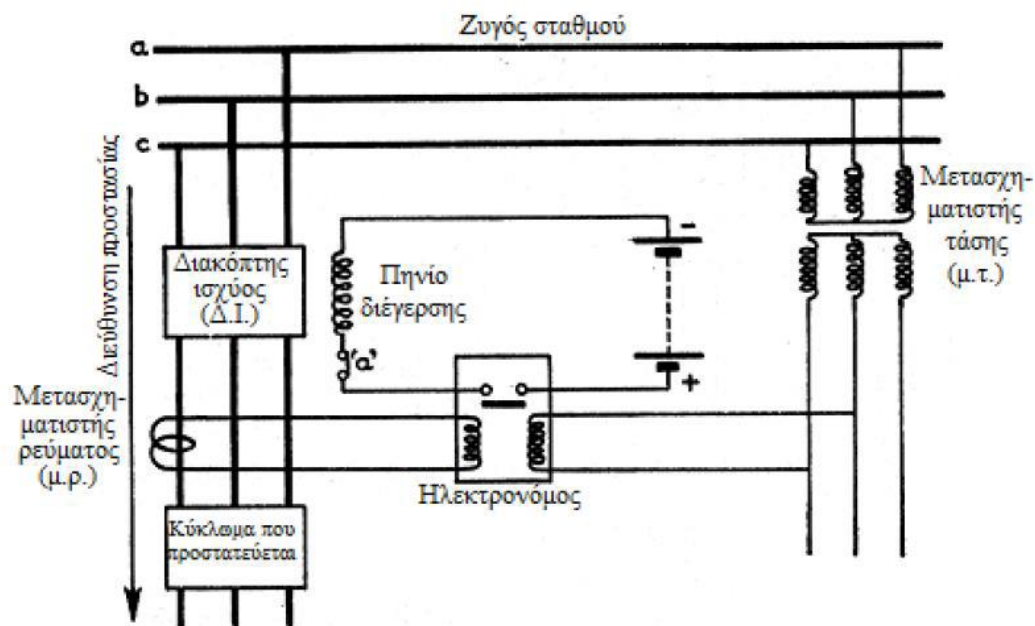 Ζυγός σταθμού
a
b
c
Διεύθυνση προστασίας
Διακόπτης
ισχύος
(Δ.Ι.)
Πηνίο
διέγερσης
-
+
'a'
Μετασχη-
ματιστής
τάσης
(μ.τ.)
Μετασχη-
ματιστής
ρεύματος
(μ.ρ.)
Ηλεκτρονόμος
Κύκλωμα που
προστατεύεται